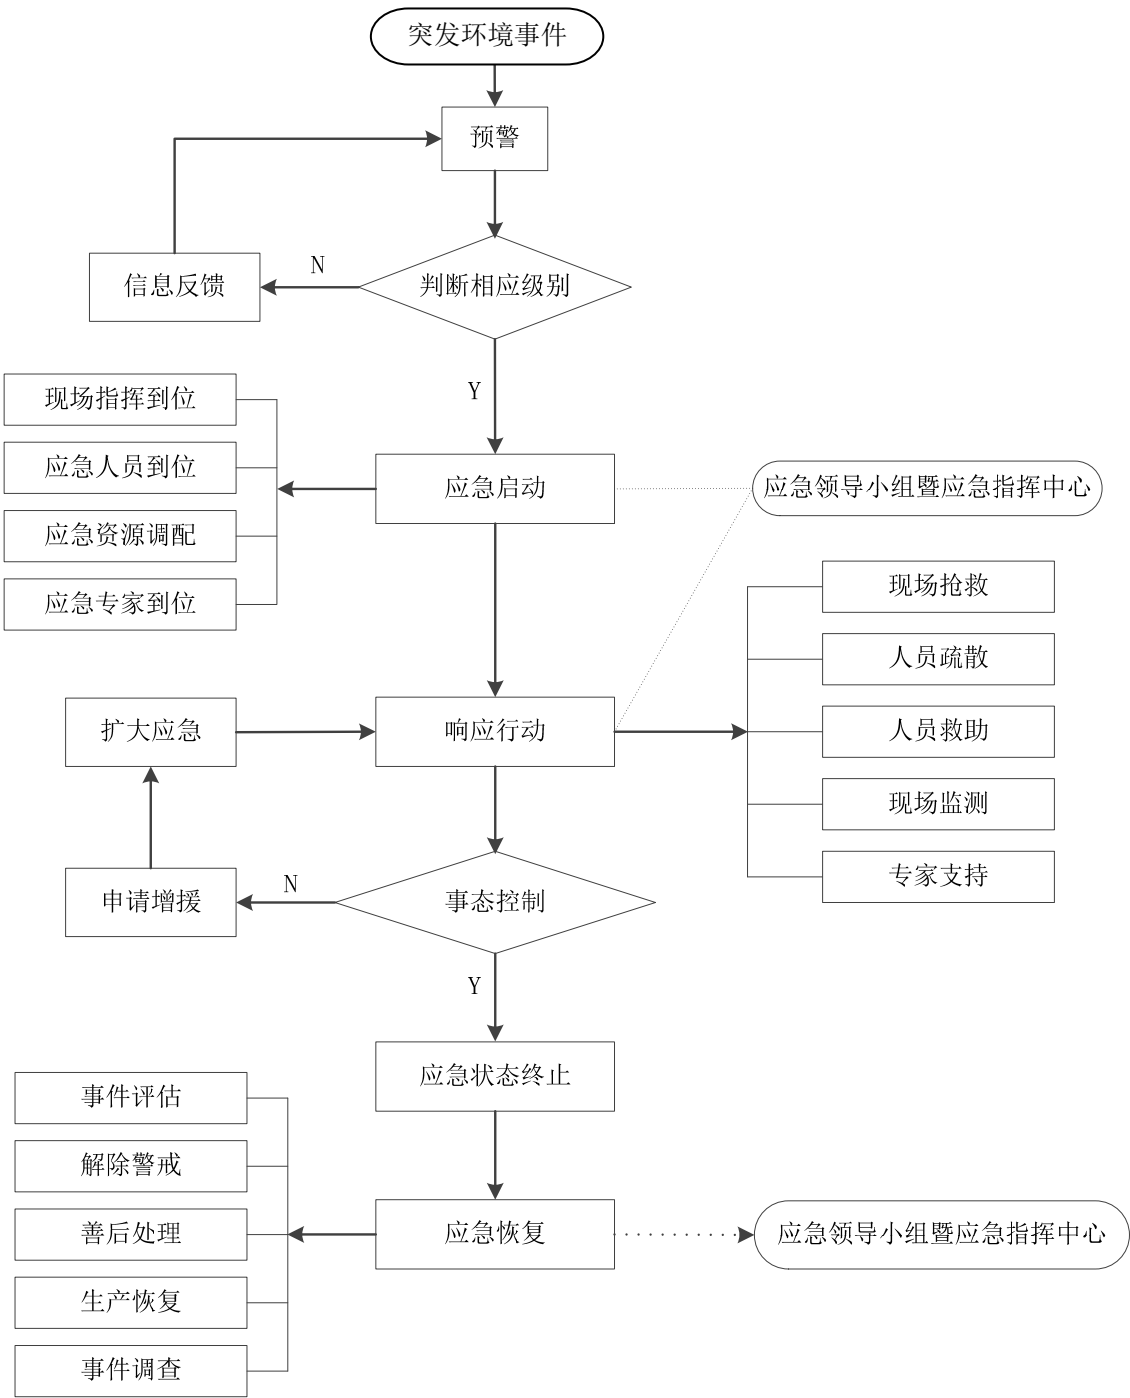 突发环境事件
预警
N
信息反馈
判断相应级别
Y
现场指挥到位
应急人员到位
应急资源调配
应急专家到位
应急启动
应急领导小组暨应急指挥中心
现场抢救
人员疏散
人员救助
现场监测
专家支持
扩大应急
响应行动
申请增援
N
事态控制
Y
应急状态终止
事件评估
解除警戒
善后处理
生产恢复
事件调查
应急恢复
应急领导小组暨应急指挥中心